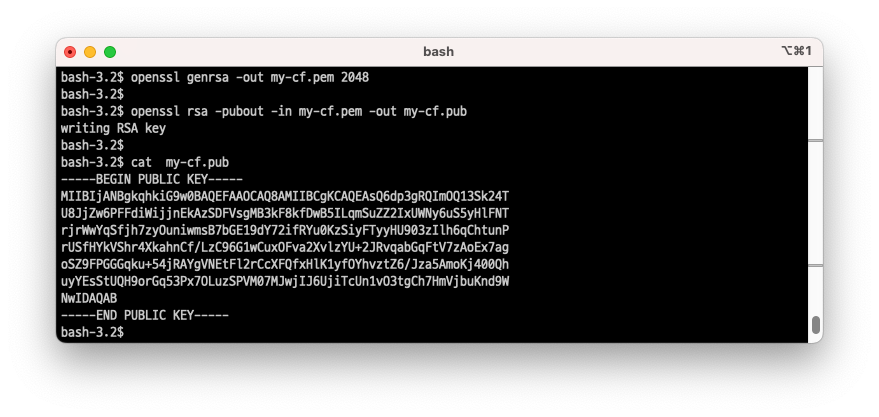 bash
⌥⌘1
bash-3.2$ openssl genrsa -out my-cf.pem 2048
bash-3.2$
bash-3.2$ openssl rsa -pubout -in my-cf.pem -out my-cf.pub
writing RSA key
bash-3.2$
bash-3.2$ cat  my-cf.pub
-----BEGIN PUBLIC KEY-----
MIIBIjANBgkqhkiG9w0BAQEFAAOCAQ8AMIIBCgKCAQEAsQ6dp3gRQImOQ13Sk24T
U8JjZw6PFFdiWijjnEkAzSDFVsgMB3kF8kfDwB5ILqmSuZZ2IxUWNy6uS5yHlFNT
rjrWwYqSfjh7zyOuniwmsB7bGE19dY72ifRYu0KzSiyFTyyHU903zIlh6qChtunP
rUSfHYkVShr4XkahnCf/LzC96G1wCuxOFva2XvlzYU+2JRvqabGqFtV7zAoEx7ag
oSZ9FPGGGqku+54jRAYgVNEtFl2rCcXFQfxHlK1yfOYhvztZ6/Jza5AmoKj400Qh
uyYEsStUQH9orGq53Px7OLuzSPVM07MJwjIJ6UjiTcUn1vO3tgCh7HmVjbuKnd9W
NwIDAQAB
-----END PUBLIC KEY-----
bash-3.2$